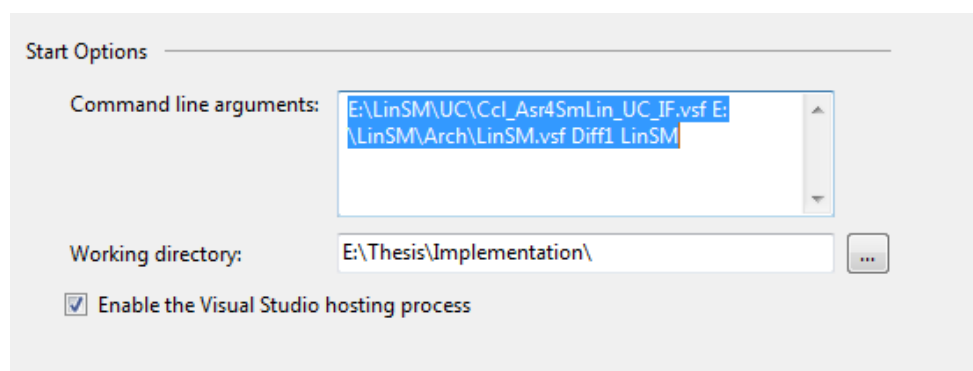 Start Options
Command line arguments:
E:\LinSM\UC\Ccl_Asr4SmLin_UC_IF.vsf E:
\LinSM\Arch\LinSM.vsf Diff1 LinSM
Working directory:
E:\Thesis\Implementation\
...
Enable the Visual Studio hosting process